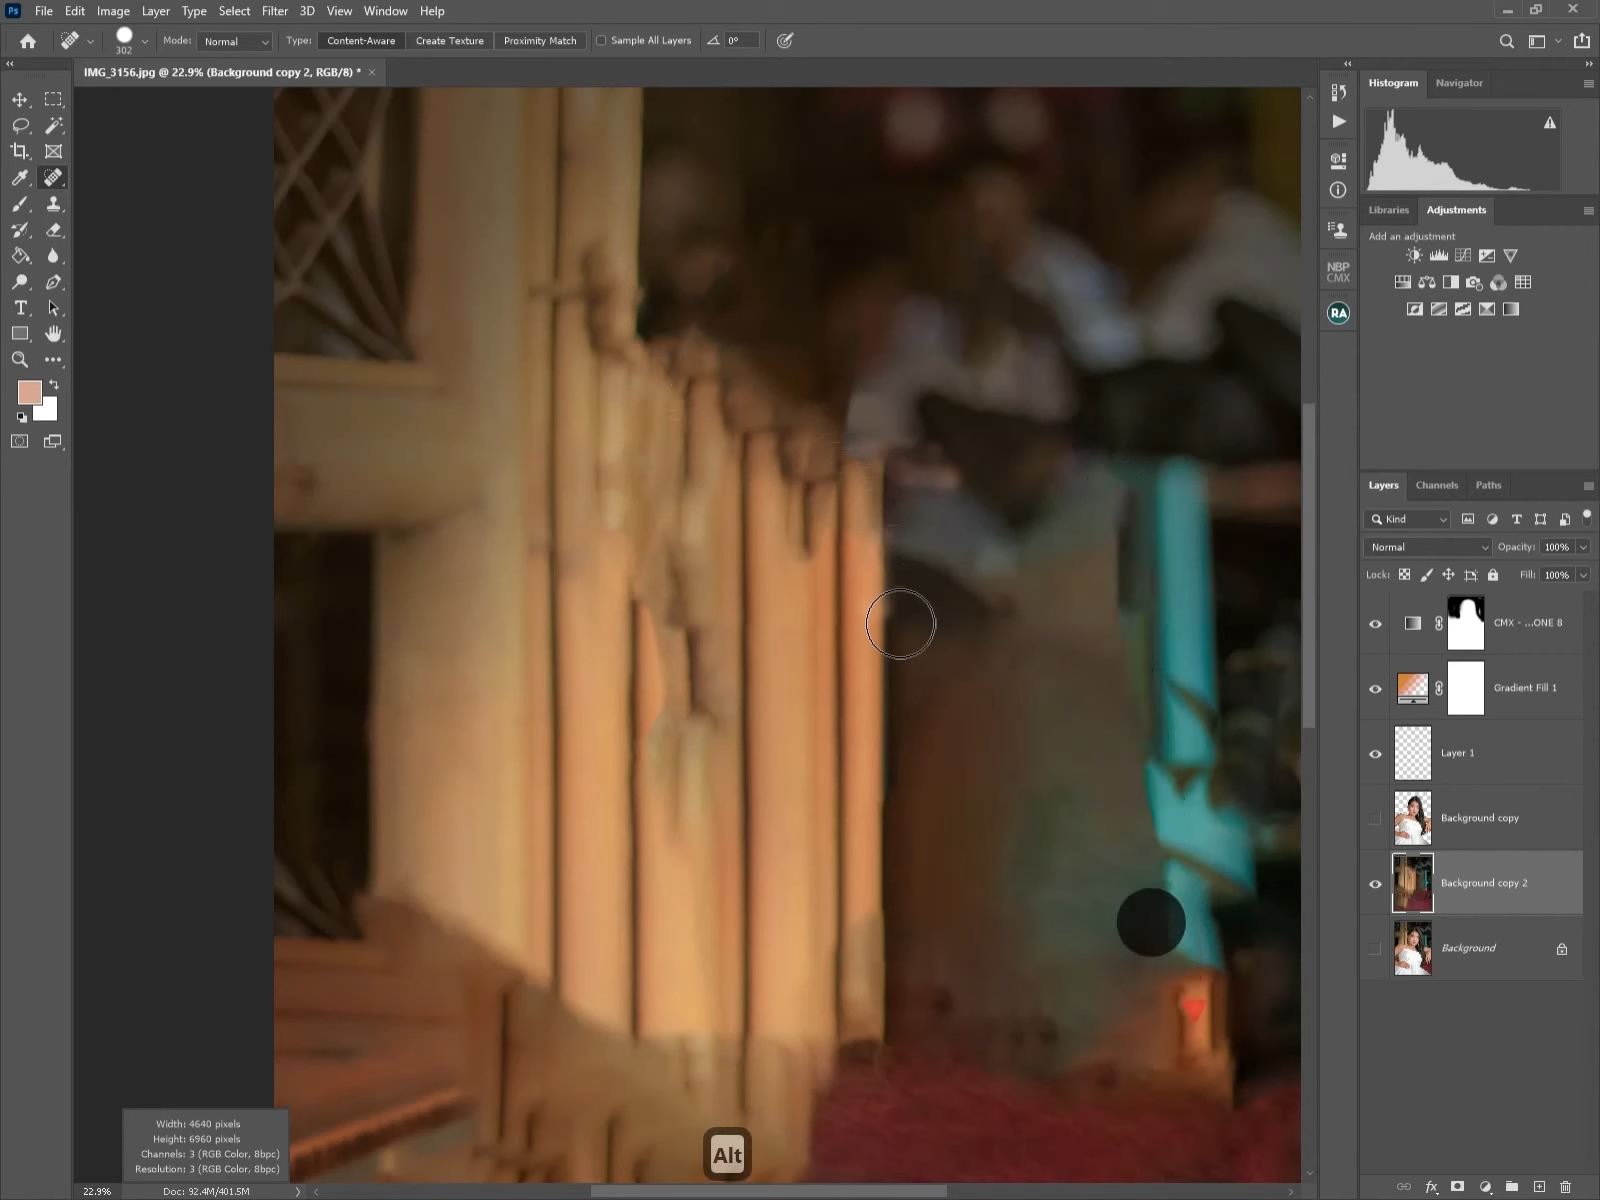 Ps File Edit Image Layer Type Select Filter 3D View Window Help
302 Mode: Normal Type: Content-Aware Create Texture Proximity Match Sample All Layers 0°
IMG_3156.jpg @ 22.9% (Background copy 2, RGB/8) * ×
Histogram Navigator
Libraries Adjustments
Add an adjustment
NBP
CMX
RA
Layers Channels Paths
Kind
Normal Opacity: 100%
Lock: Fill: 100%
CMX - ...ONE 8
Gradient Fill 1
Layer 1
Background copy
Background copy 2
Background
Width: 4640 pixels
Height: 6960 pixels
Channels: 3 (RGB Color, 8bpc)
Resolution: 3 (RGB Color, 8bpc)
Alt
22.9% Doc: 92.4M/401.5M